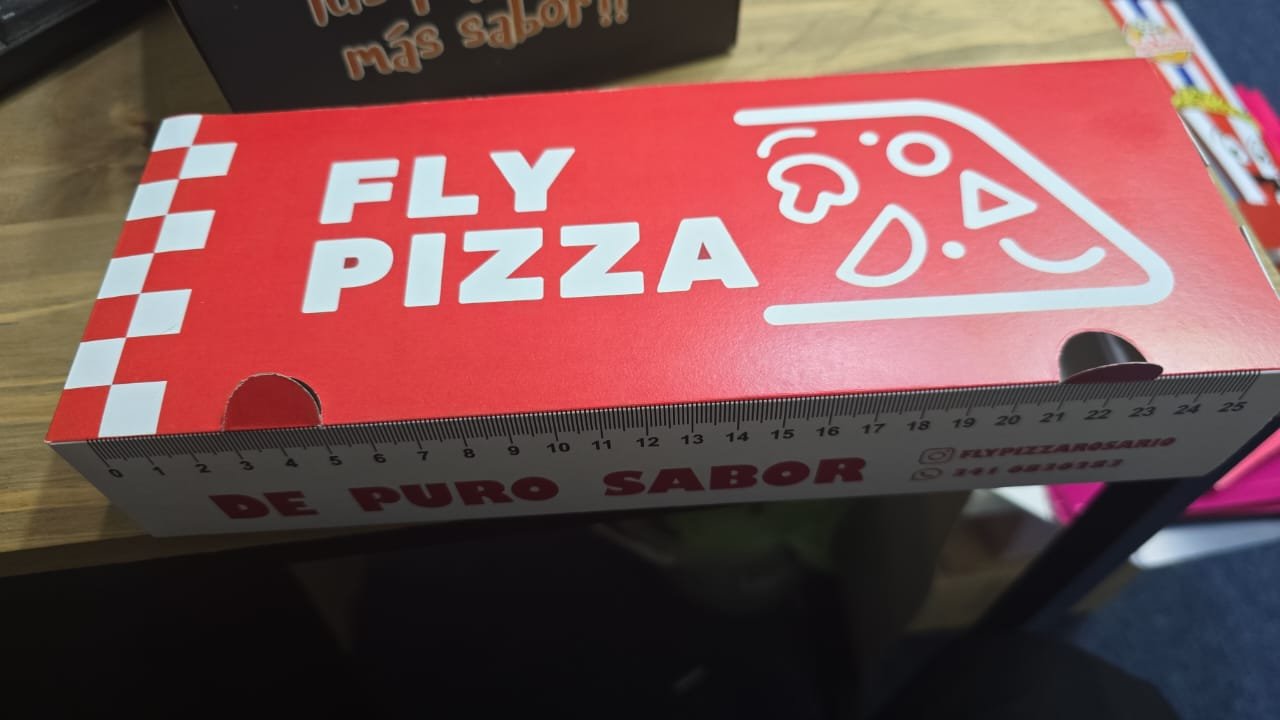 más sabor!!
FLY
PIZZA
0 1 2 3 4 5 6 7 8 9 10 11 12 13 14 15 16 17 18 19 20 21 22 23 24 25
DE PURO SABOR
FLYPIZZAROSARIO